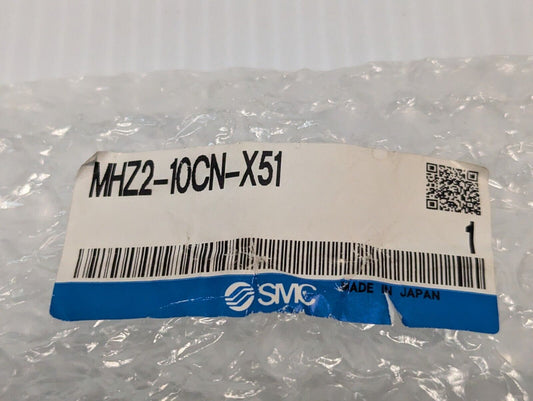 MHZ2-10CN-X51
1
SMC
MADE IN JAPAN